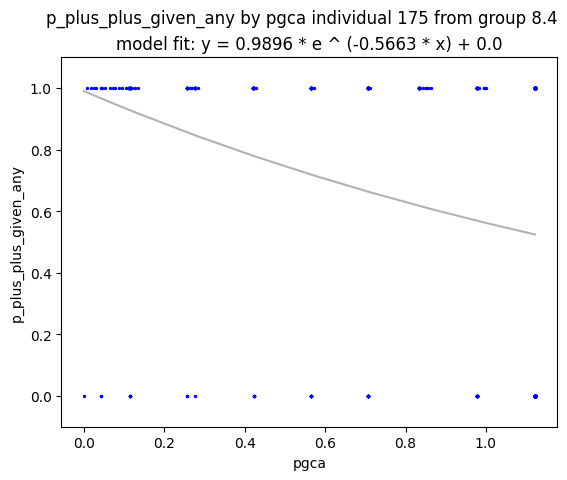 p_plus_plus_given_any by pgca individual 175 from group 8.4
model fit: y = 0.9896 * e ^ (-0.5663 * x) + 0.0
1.0
0.8
0.6
0.4
0.2
0.0
p_plus_plus_given_any
0.0 0.2 0.4 0.6 0.8 1.0
pgca